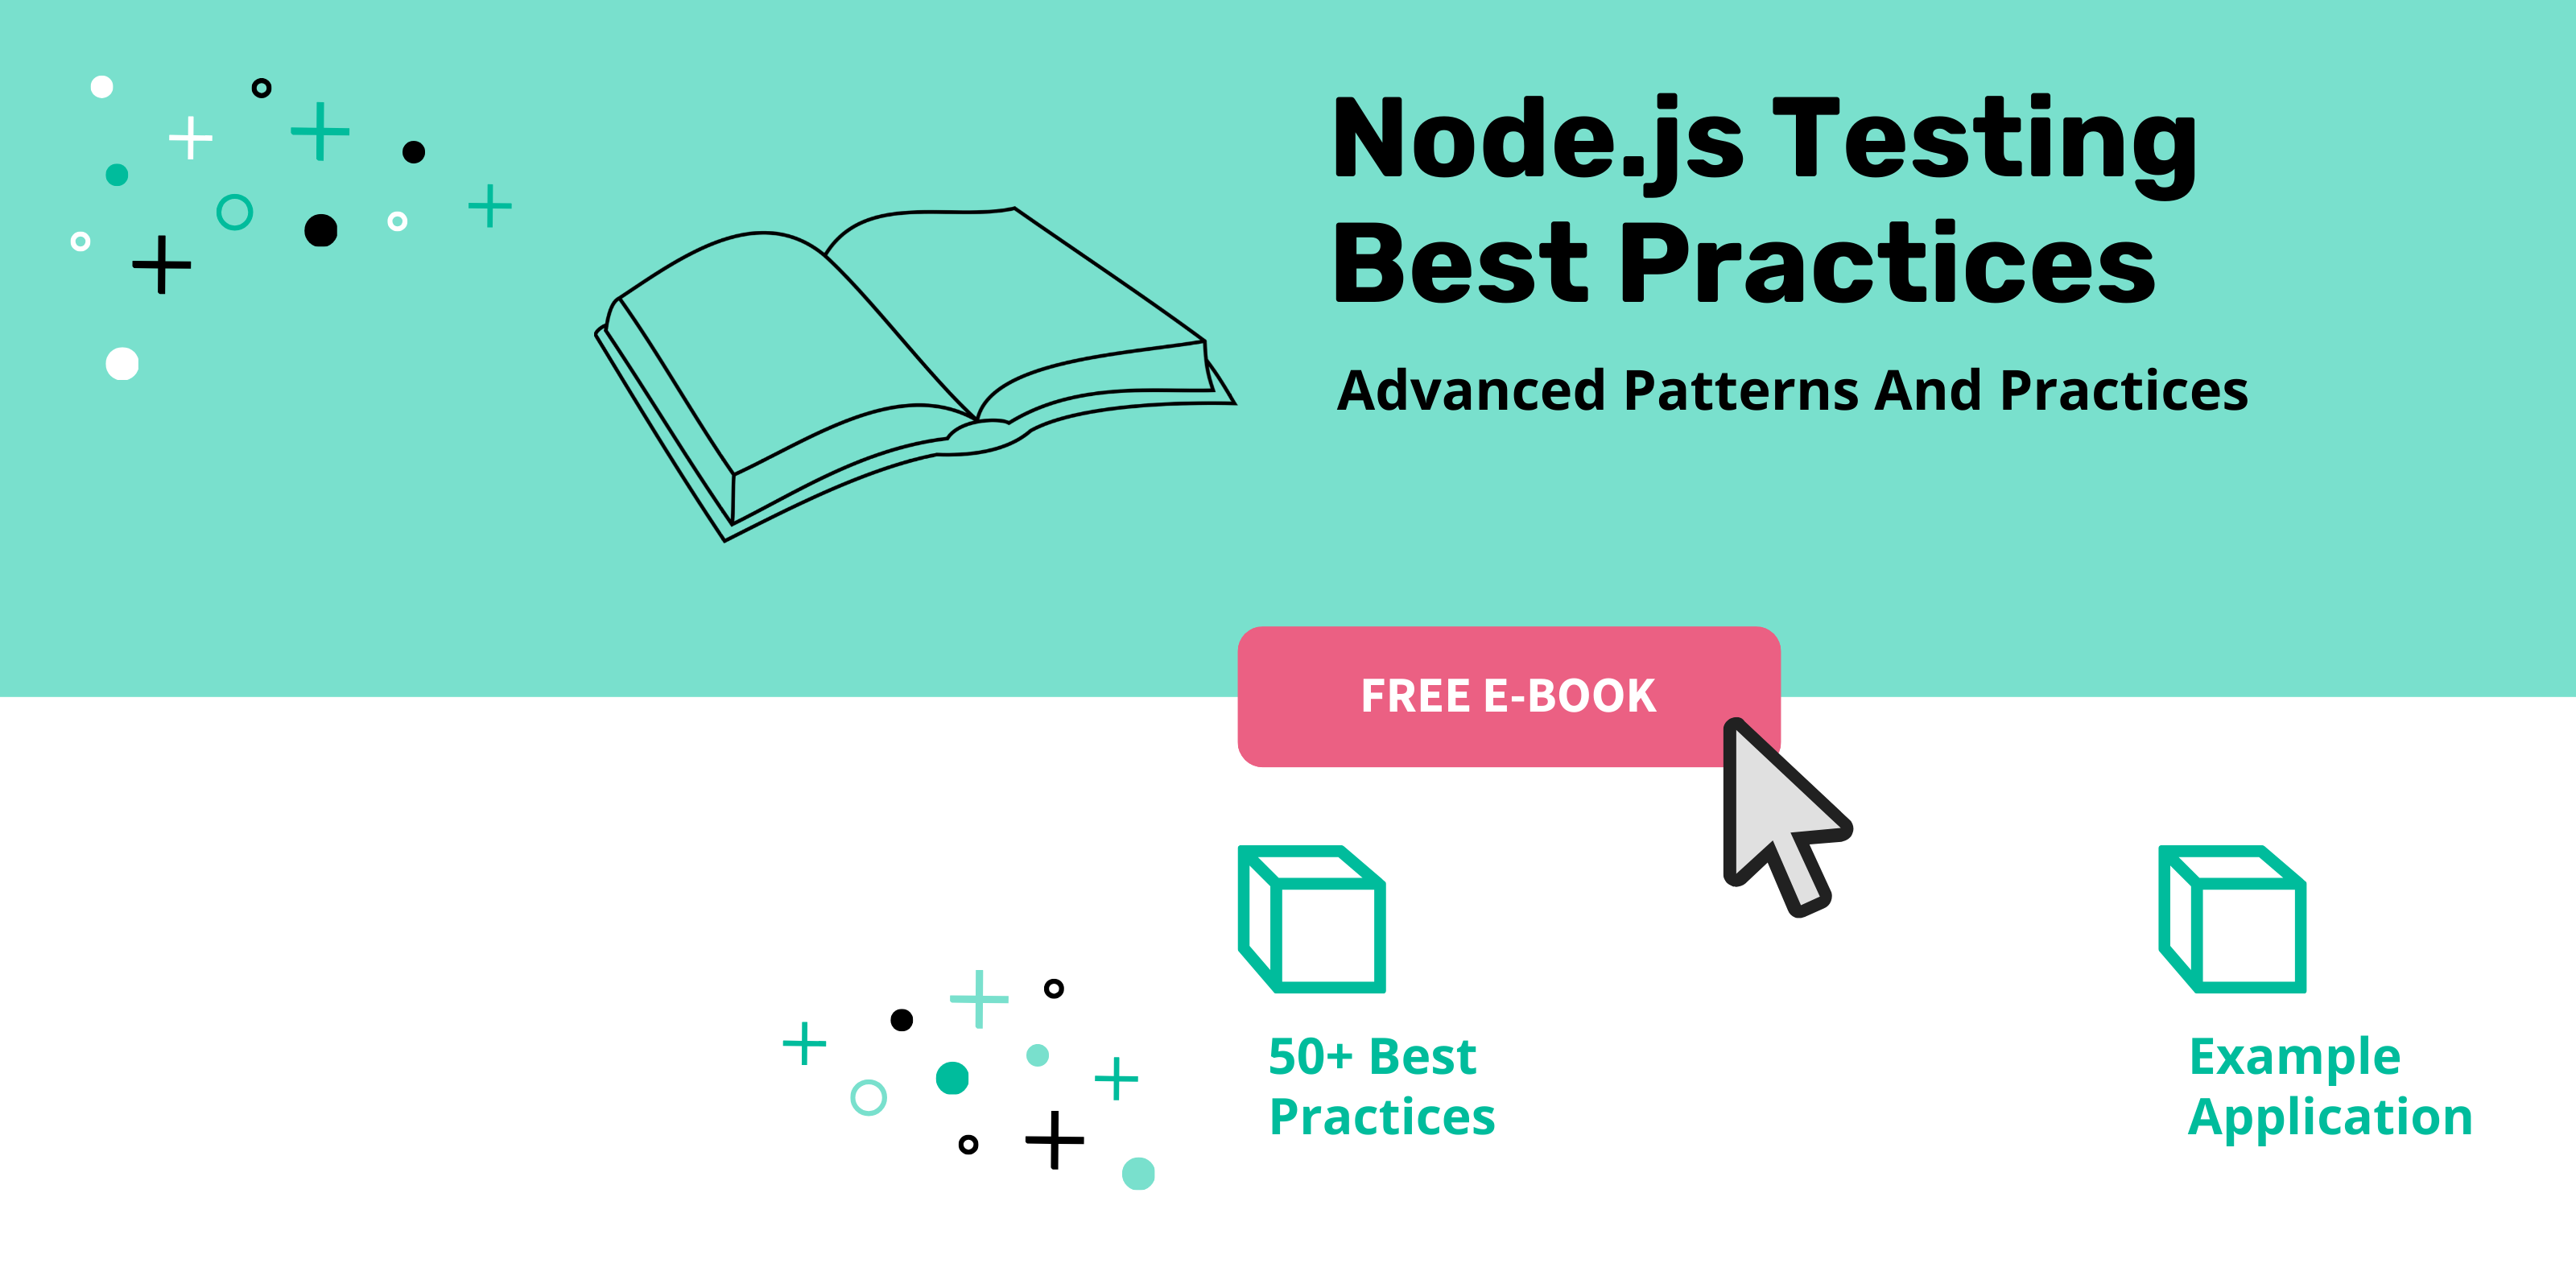 Node.js Testing
Best Practices
Advanced Patterns And Practices
FREE E-BOOK
50+ Best
Practices
Example
Application